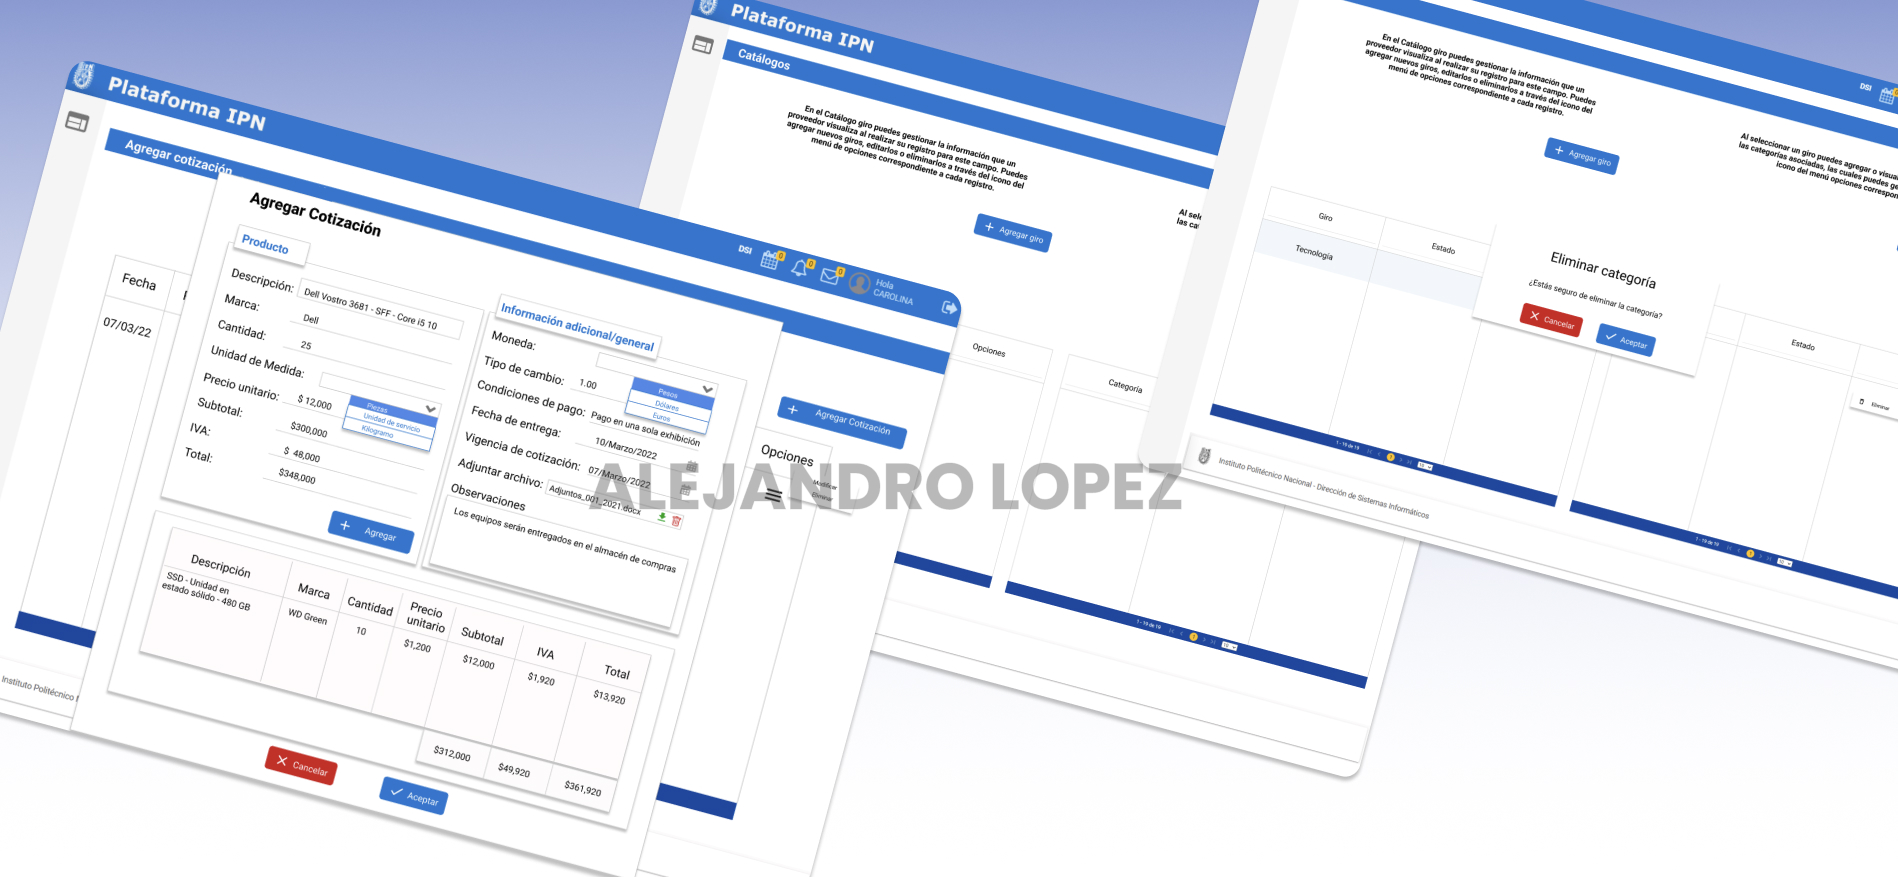 Plataforma IPN
Agregar cotización
Fecha
07/03/22
Instituto Politécnico
Agregar Cotización
Producto
Descripción:
Dell Vostro 3681 - SFF - Core i5 10
Marca:
Dell
Cantidad:
25
Unidad de Medida:
Piezas
Unidad de servicio
Kilogramo
Precio unitario:
$ 12,000
Subtotal:
$300,000
IVA:
$ 48,000
Total:
$348,000
+ Agregar
Información adicional/general
Moneda:
Pesos
Dólares
Euros
Tipo de cambio:
1.00
Condiciones de pago:
Pago en una sola exhibición
Fecha de entrega:
10/Marzo/2022
Vigencia de cotización:
07/Marzo/2022
Adjuntar archivo:
Adjuntos_001_2021.docx
Observaciones
Los equipos serán entregados en el almacén de compras
Descripción
Marca
Cantidad
Precio
unitario
Subtotal
IVA
Total
SSD - Unidad en
estado sólido - 480 GB
WD Green
10
$1,200
$12,000
$1,920
$13,920
$312,000
$49,920
$361,920
Cancelar
Aceptar
DSI
0
0
0
Hola
CAROLINA
+ Agregar Cotización
Opciones
Modificar
Eliminar
ALEJANDRO LOPEZ
Plataforma IPN
Catálogos
En el Catálogo giro puedes gestionar la información que un
proveedor visualiza al realizar su registro para este campo. Puedes
agregar nuevos giros, editarlos o eliminarlos a través del icono del
menú de opciones correspondiente a cada registro.
+ Agregar giro
Al sele
las ca
Opciones
Categoría
1 - 19 de 19
1
10
En el Catálogo giro puedes gestionar la información que un
proveedor visualiza al realizar su registro para este campo. Puedes
agregar nuevos giros, editarlos o eliminarlos a través del icono del
menú de opciones correspondiente a cada registro.
+ Agregar giro
DSI
Al seleccionar un giro puedes agregar o visua
las categorías asociadas, las cuales puedes ge
icono del menú opciones correspon
Giro
Estado
Tecnología
Eliminar categoría
¿Estás seguro de eliminar la categoría?
Cancelar
Aceptar
Estado
Eliminar
1 - 19 de 19
1
10
1 - 19 de 19
1
10
Instituto Politécnico Nacional - Dirección de Sistemas Informáticos